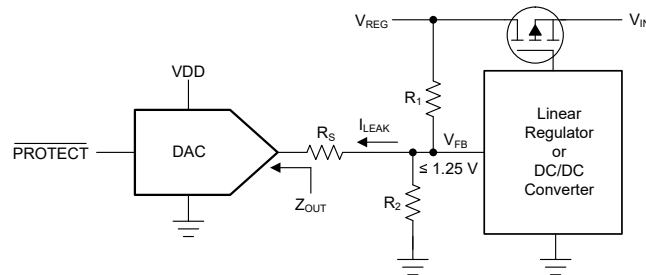 V_REG
V_IN
VDD
R_1
PROTECT
DAC
R_S
I_LEAK
V_FB
≤ 1.25 V
Z_OUT
R_2
Linear
Regulator
or
DC/DC
Converter